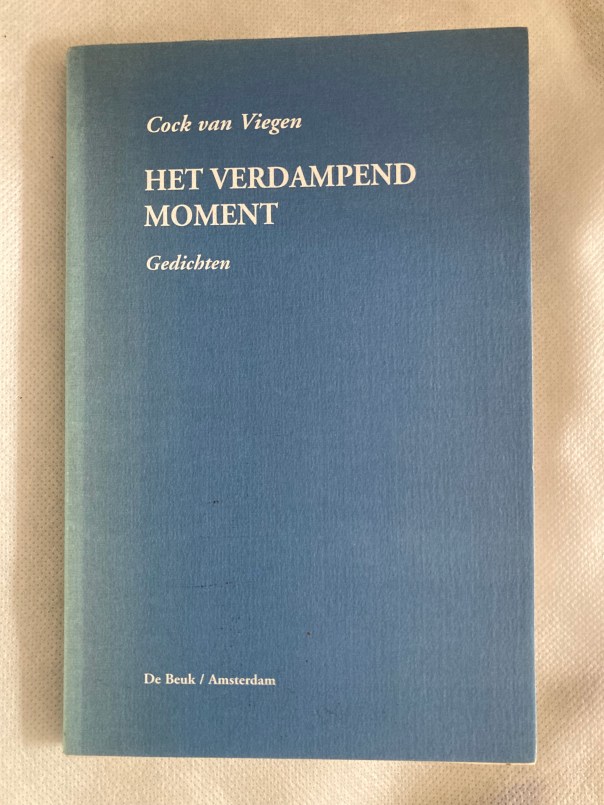 Cock van Viegen
HET VERDAMPEND
MOMENT
Gedichten
De Beuk / Amsterdam